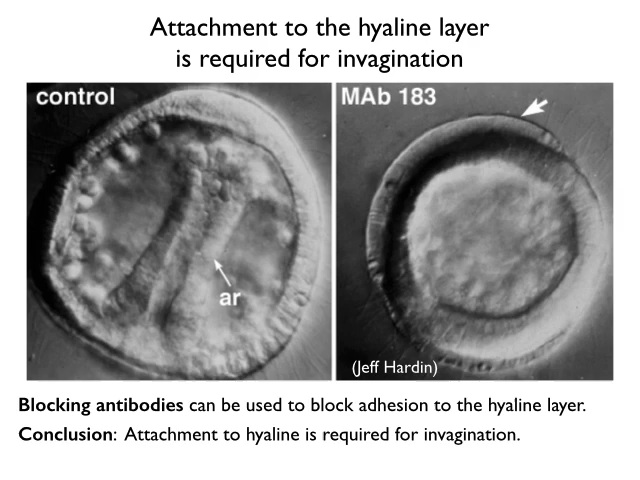 Attachment to the hyaline layer
is required for invagination
control
MAb 183
ar
(Jeff Hardin)
Blocking antibodies can be used to block adhesion to the hyaline layer.
Conclusion: Attachment to hyaline is required for invagination.